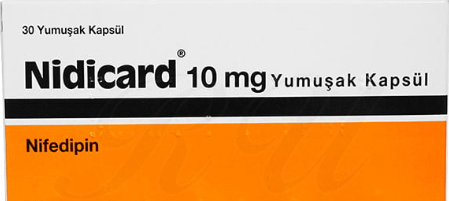 30 Yumuşak Kapsül
Nidicard® 10 mg Yumuşak Kapsül
Nifedipin